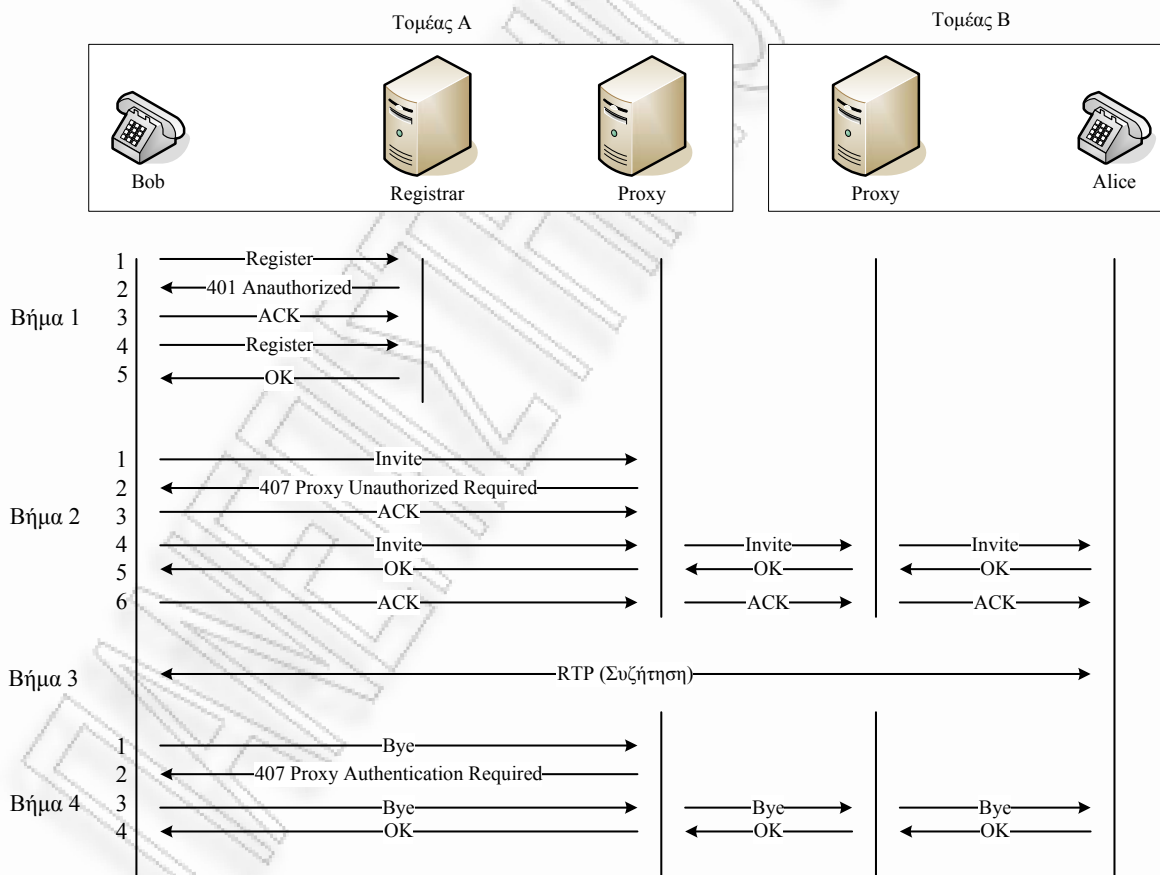 Τομέας Α
Τομέας Β
Bob
Registrar
Proxy
Proxy
Alice
Βήμα 1
1 Register
2 401 Anauthorized
3 ACK
4 Register
5 OK
Βήμα 2
1 Invite
2 407 Proxy Unauthorized Required
3 ACK
4 Invite Invite Invite
5 OK OK OK
6 ACK ACK ACK
Βήμα 3
RTP (Συζήτηση)
Βήμα 4
1 Bye
2 407 Proxy Authentication Required
3 Bye Bye Bye
4 OK OK OK